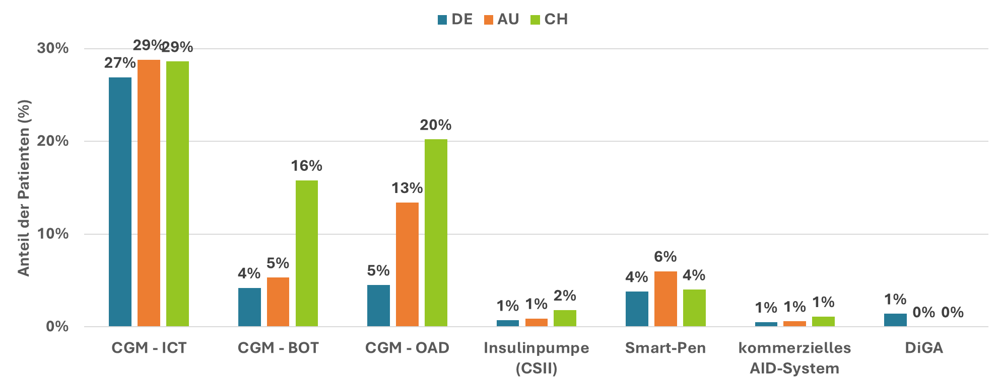 DE AU CH
Anteil der Patienten (%)
30%
20%
10%
0%
27% 29% 29%
4% 5% 16%
5% 13% 20%
1% 1% 2%
4% 6% 4%
1% 1% 1%
1% 0% 0%
CGM - ICT
CGM - BOT
CGM - OAD
Insulinpumpe
(CSII)
Smart-Pen
kommerzielles
AID-System
DiGA